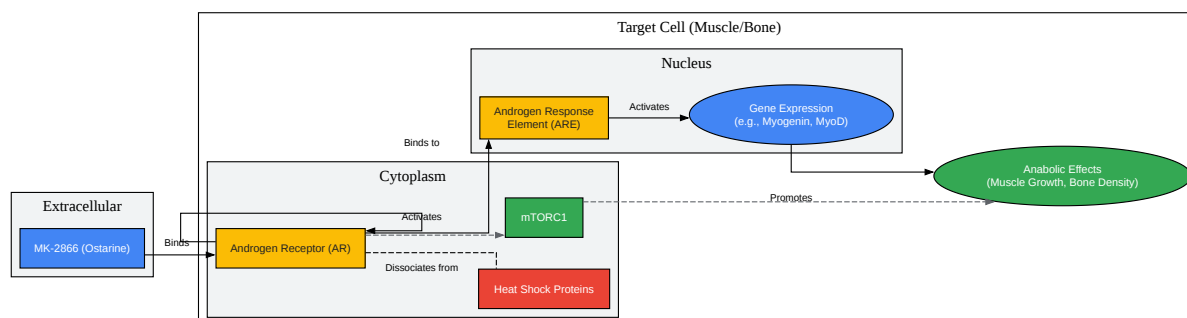 Target Cell (Muscle/Bone)
Nucleus
Androgen Response
Element (ARE)
Activates
Gene Expression
(e.g., Myogenin, MyoD)
Binds to
Anabolic Effects
(Muscle Growth, Bone Density)
Cytoplasm
Promotes
Extracellular
mTORC1
Activates
MK-2866 (Ostarine)
Binds
Androgen Receptor (AR)
Dissociates from
Heat Shock Proteins